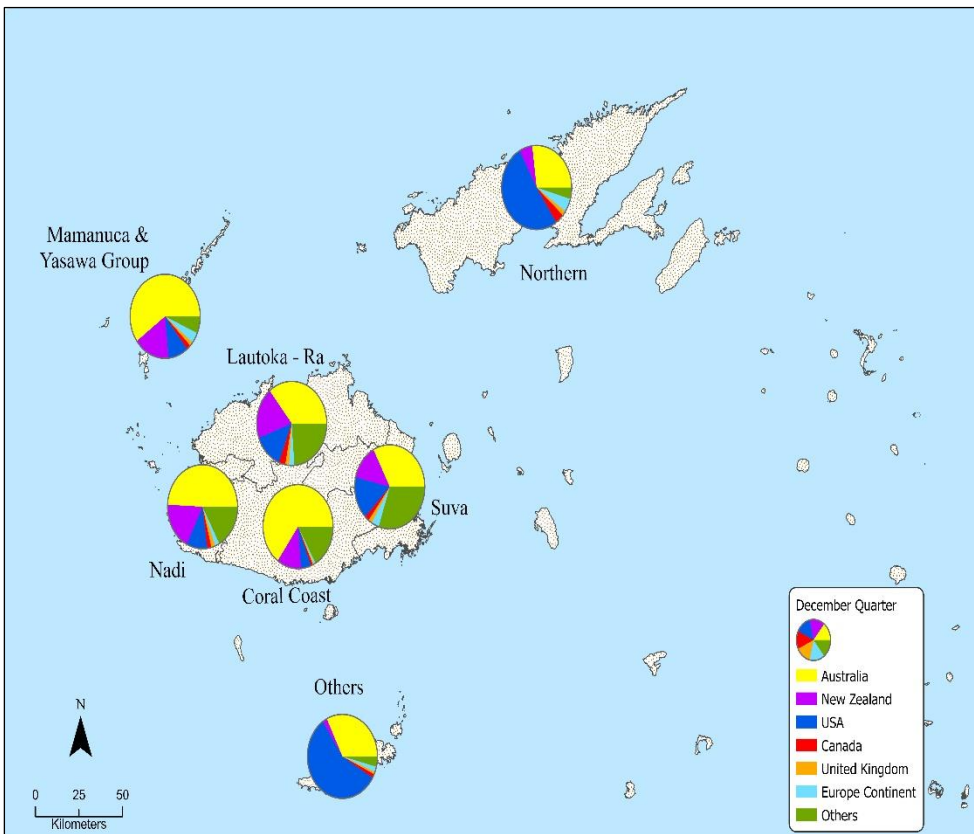 Mamanuca &
Yasawa Group
Northern
Lautoka - Ra
Suva
Nadi
Coral Coast
Others
N
0 25 50
Kilometers
December Quarter
Australia
New Zealand
USA
Canada
United Kingdom
Europe Continent
Others